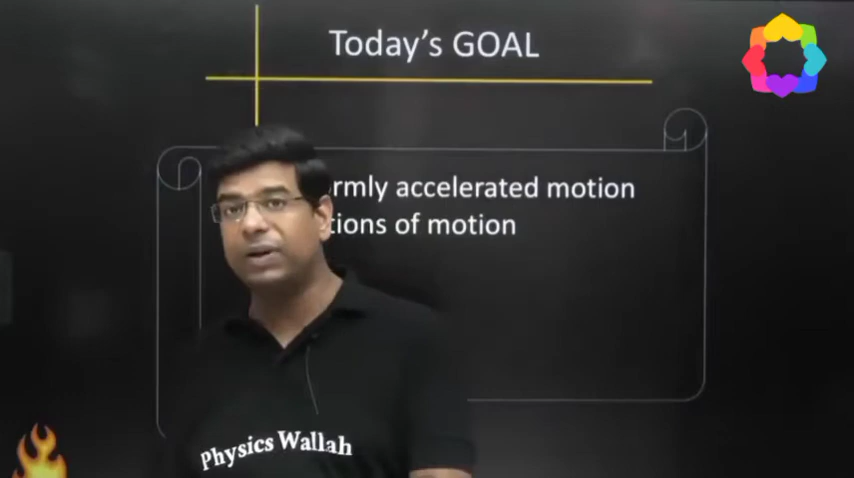 Today's GOAL
rmly accelerated motion
tions of motion
Physics Wallah